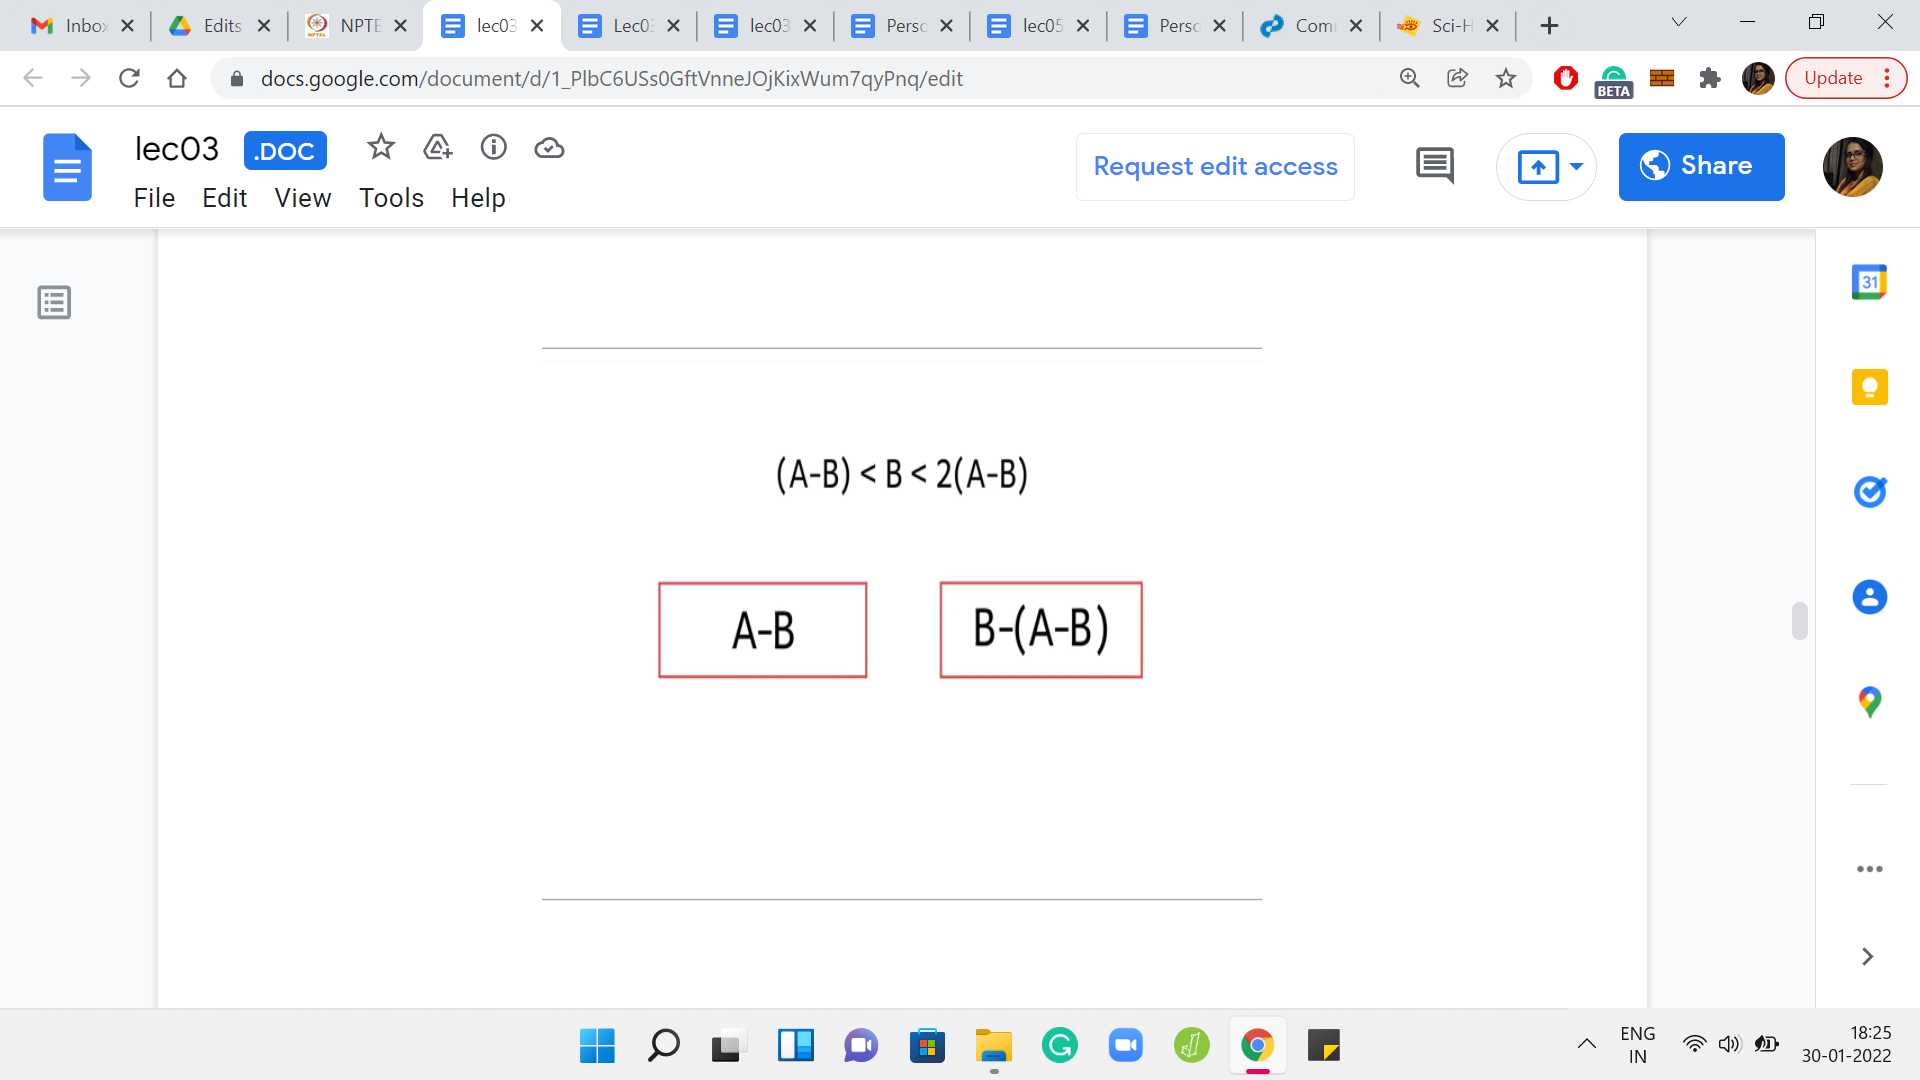 Inbox
Edits
NPTE
lec03
Lec03
lec03
Perso
lec05
Perso
Com
Sci-H
docs.google.com/document/d/1_PlbC6USs0GftVnneJOjKixWum7qyPnq/edit
BETA
Update
lec03
.DOC
File Edit View Tools Help
Request edit access
Share
31
(A-B) < B < 2(A-B)
A-B
B-(A-B)
ENG
IN
18:25
30-01-2022